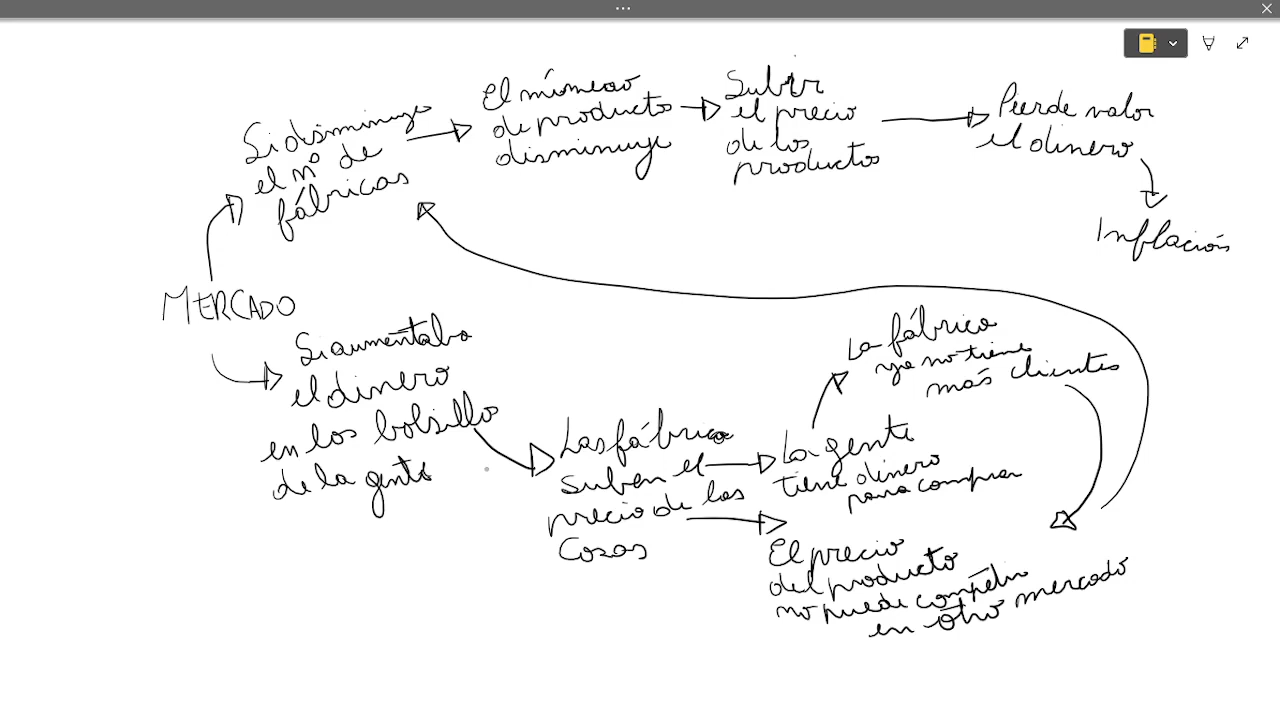 Si disminuye
el nº de
fábricas
El número
de producto
disminuye
Subir
el precio
de los
productos
Pierde valor
el dinero
Inflación
MERCADO
Si aumentaba
el dinero
en los bolsillo
de la gente
Las fábricas
suben el
precio de las
cosas
La gente
tiene dinero
para comprar
La fábrica
ya no tiene
más clientes
El precio
del producto
no puede competir
en otro mercado